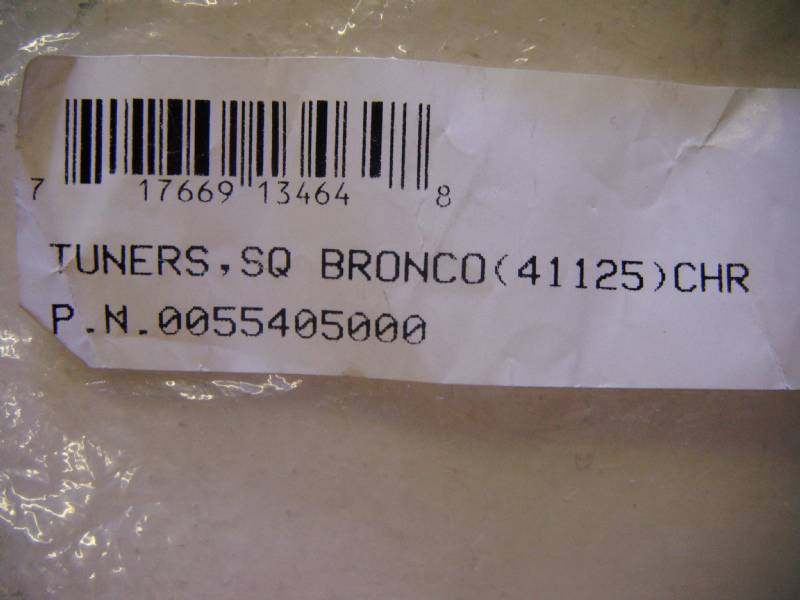 7 17669 13464 8
TUNERS,SQ BRONCO(41125)CHR
P.N.0055405000